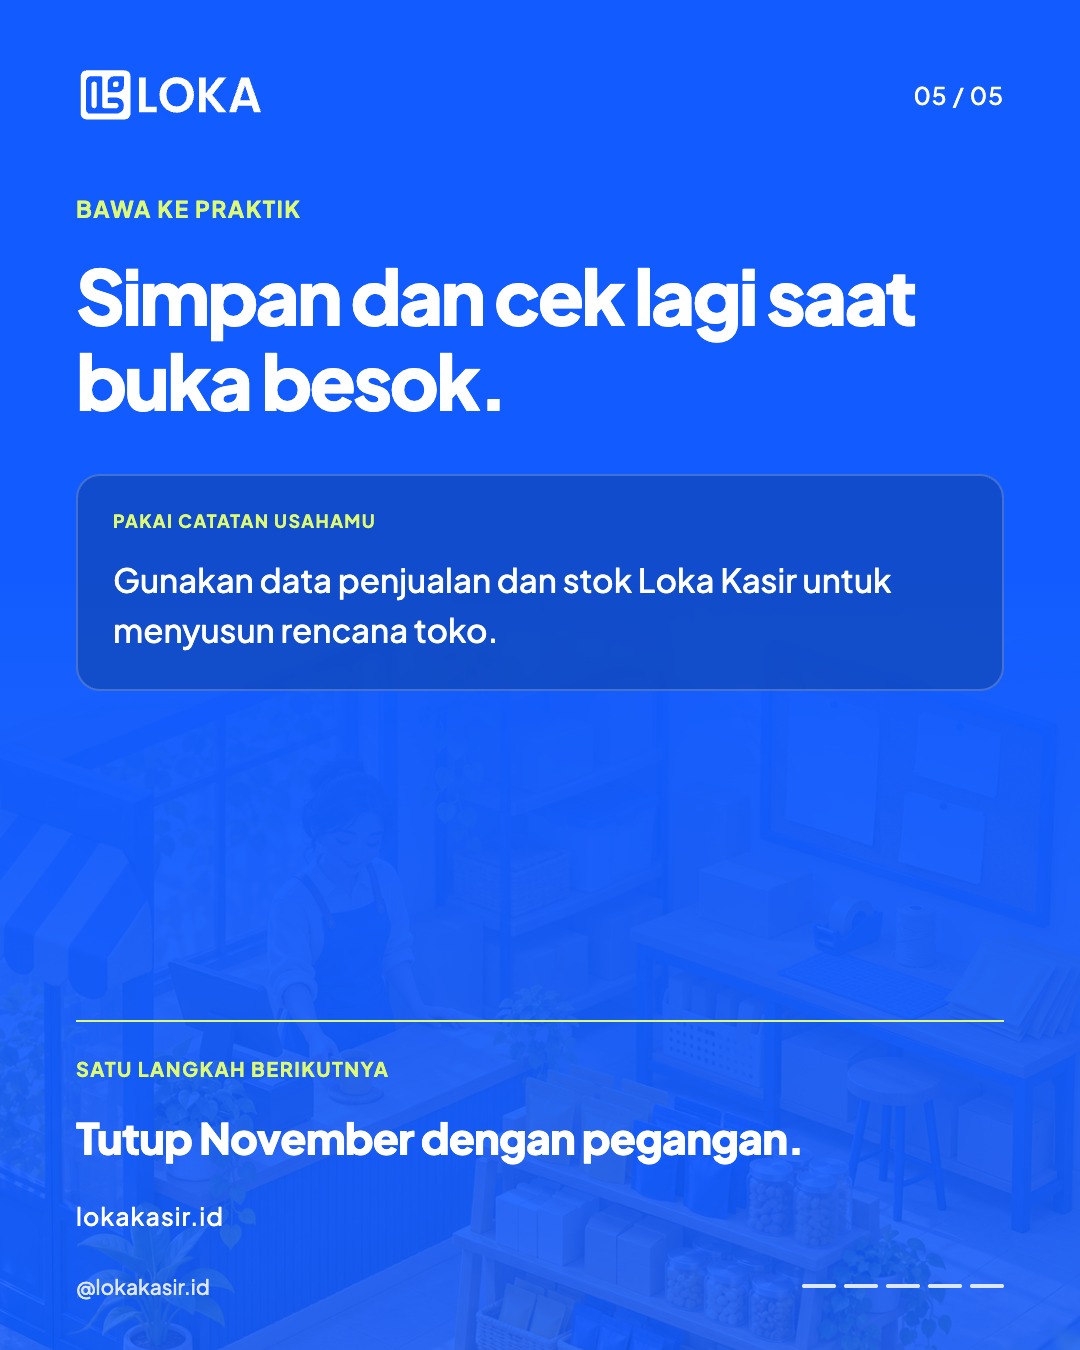 LOKA
05 / 05
BAWA KE PRAKTIK
Simpan dan cek lagi saat
buka besok.
PAKAI CATATAN USAHAMU
Gunakan data penjualan dan stok Loka Kasir untuk
menyusun rencana toko.
SATU LANGKAH BERIKUTNYA
Tutup November dengan pegangan.
lokakasir.id
@lokakasir.id